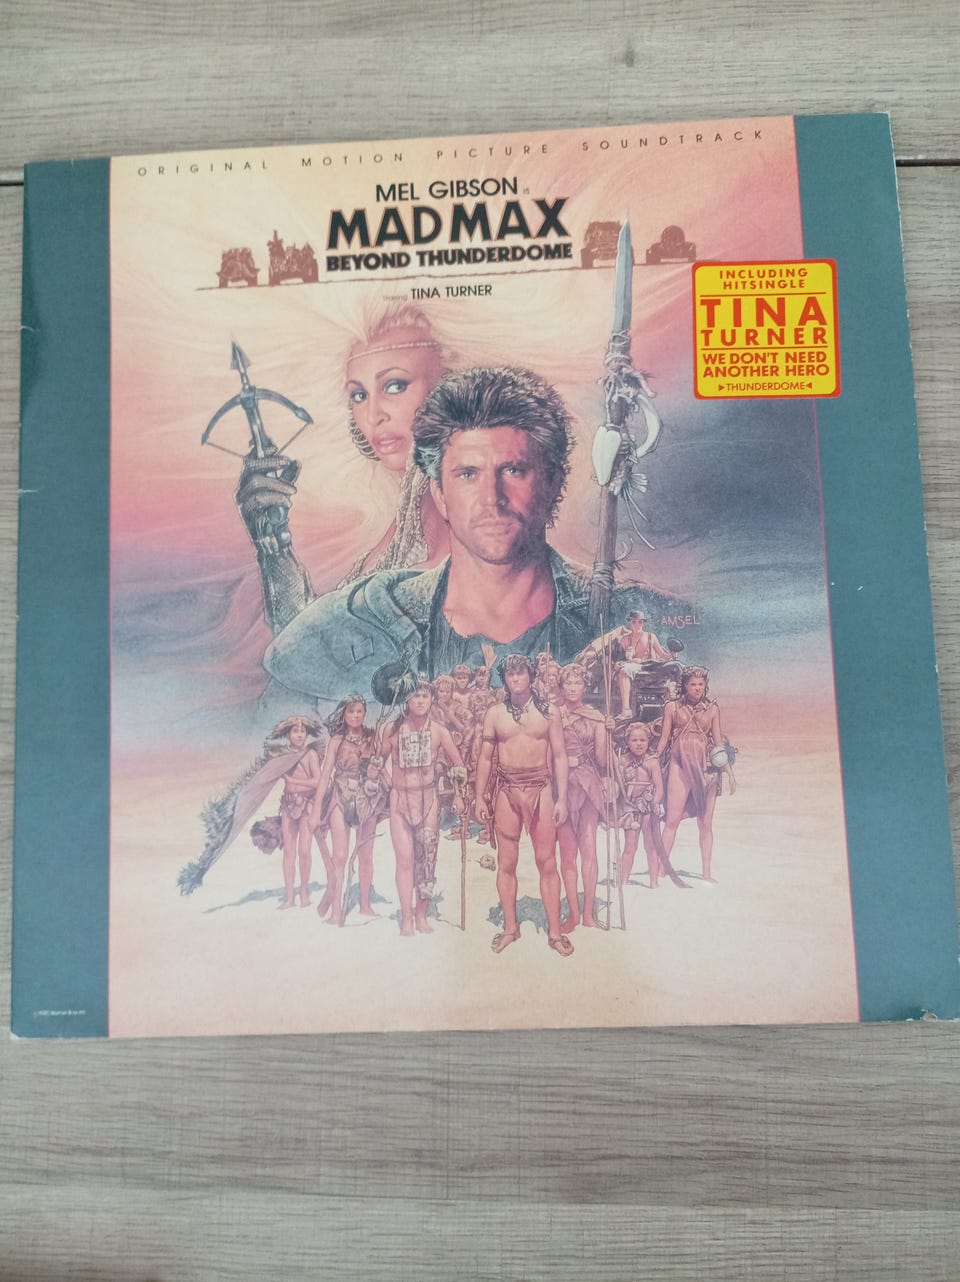 ORIGINAL MOTION PICTURE SOUNDTRACK
MEL GIBSON IS
MAD MAX
BEYOND THUNDERDOME
TINA TURNER
INCLUDING
HITSINGLE
TINA
TURNER
WE DON'T NEED
ANOTHER HERO
▶THUNDERDOME◀
AMSEL